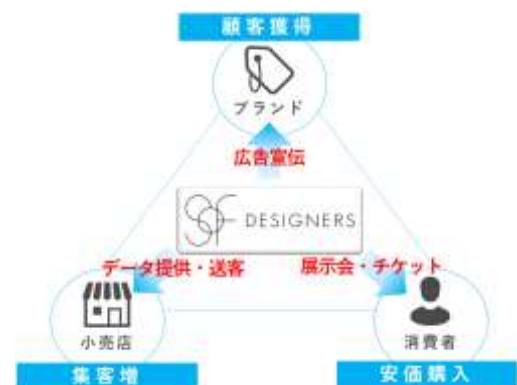 顧客獲得
ブランド
広告宣伝
DESIGNERS
データ提供・送客
展示会・チケット
小売店
消費者
集客増
安価購入